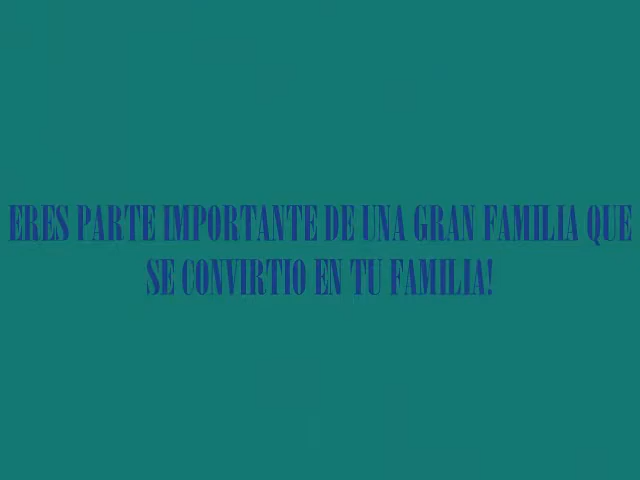 ERES PARTE IMPORTANTE DE UNA GRAN FAMILIA QUE
SE CONVIRTIO EN TU FAMILIA!